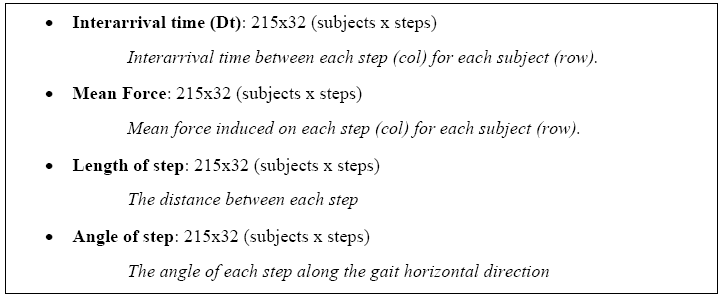 • Interarrival time (Dt): 215x32 (subjects x steps)
Interarrival time between each step (col) for each subject (row).
• Mean Force: 215x32 (subjects x steps)
Mean force induced on each step (col) for each subject (row).
• Length of step: 215x32 (subjects x steps)
The distance between each step
• Angle of step: 215x32 (subjects x steps)
The angle of each step along the gait horizontal direction